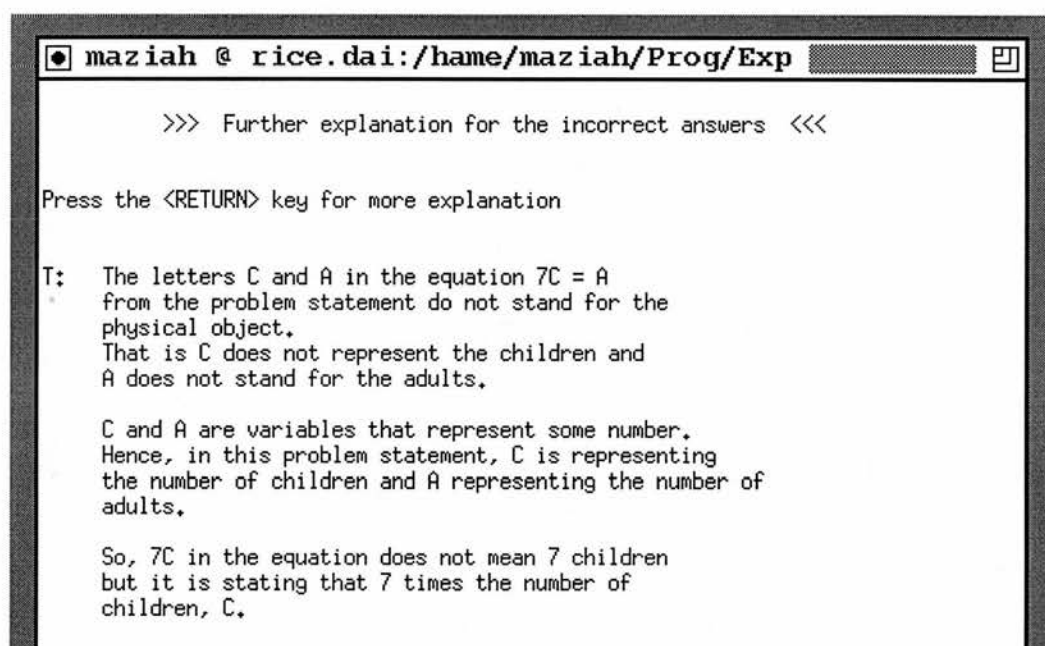 maziah @ rice.dai:/hame/maziah/Prog/Exp
>>> Further explanation for the incorrect answers <<<
Press the <RETURN> key for more explanation
T: The letters C and A in the equation 7C = A
from the problem statement do not stand for the
physical object.
That is C does not represent the children and
A does not stand for the adults.
C and A are variables that represent some number.
Hence, in this problem statement, C is representing
the number of children and A representing the number of
adults.
So, 7C in the equation does not mean 7 children
but it is stating that 7 times the number of
children, C.